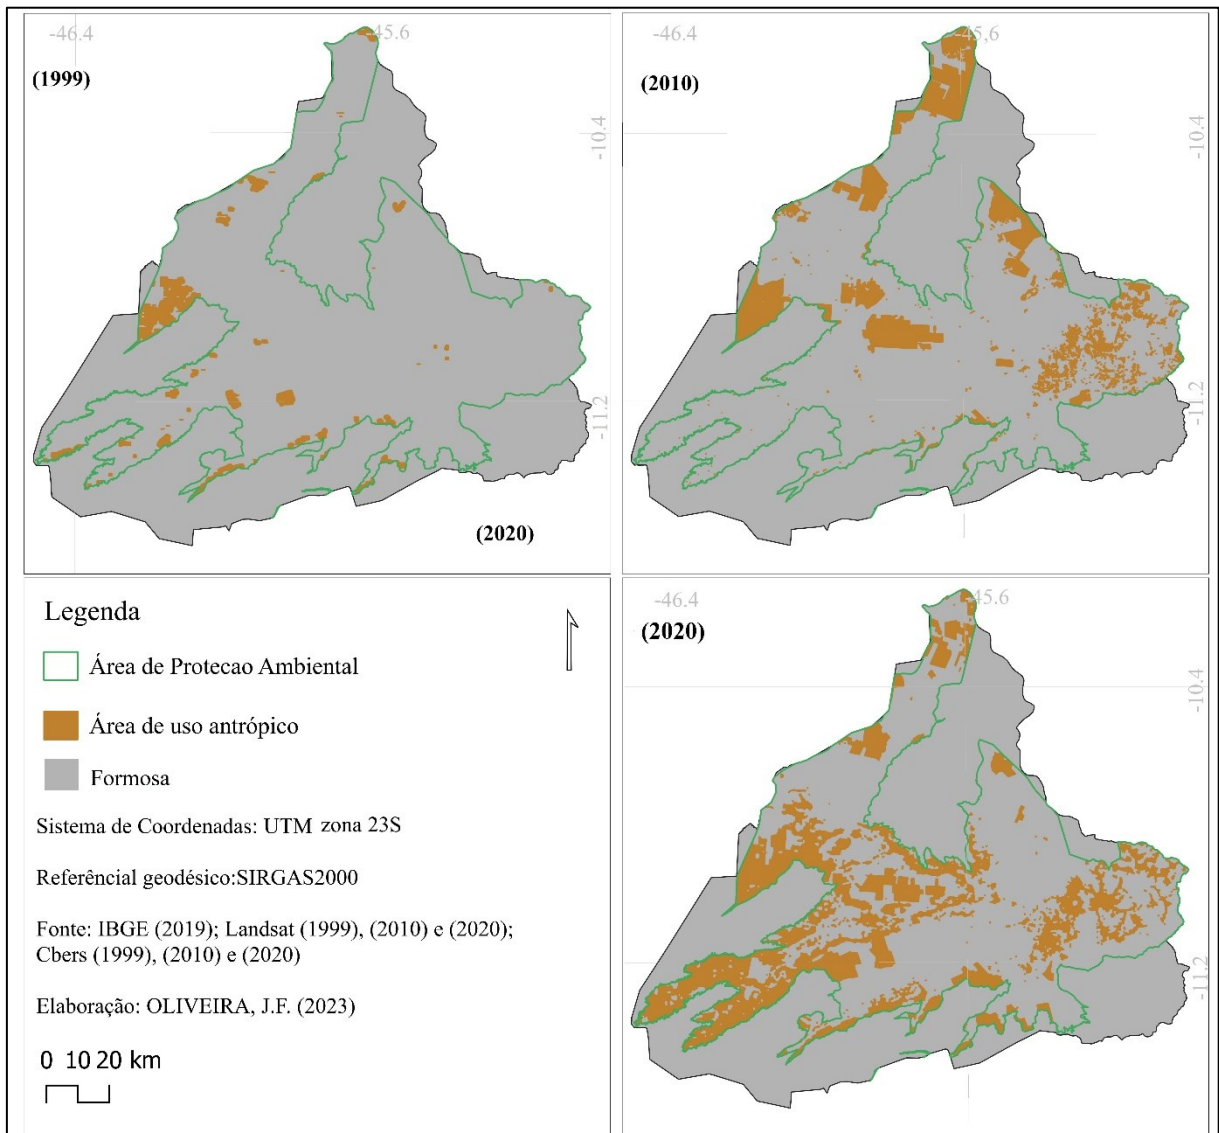 -46.4
-45.6
(1999)
-10.4
-11.2
(2020)
-46.4
-45,6
(2010)
-10.4
-11.2
Legenda
Área de Protecao Ambiental
Área de uso antrópico
Formosa
Sistema de Coordenadas: UTM zona 23S
Referêncial geodésico:SIRGAS2000
Fonte: IBGE (2019); Landsat (1999), (2010) e (2020);
Cbers (1999), (2010) e (2020)
Elaboração: OLIVEIRA, J.F. (2023)
0 10 20 km
-46.4
-45.6
(2020)
-10.4
-11.2